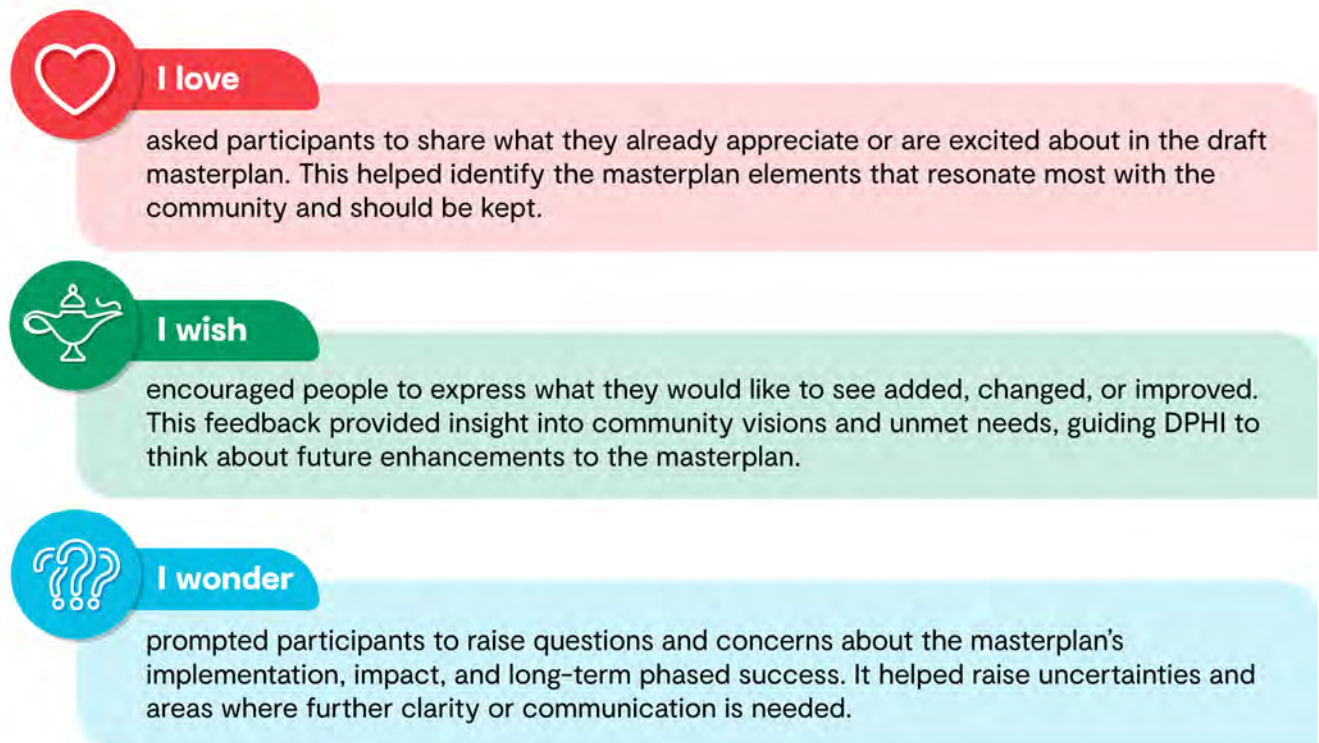 I love
asked participants to share what they already appreciate or are excited about in the draft
masterplan. This helped identify the masterplan elements that resonate most with the
community and should be kept.
I wish
encouraged people to express what they would like to see added, changed, or improved.
This feedback provided insight into community visions and unmet needs, guiding DPHI to
think about future enhancements to the masterplan.
I wonder
prompted participants to raise questions and concerns about the masterplan’s
implementation, impact, and long-term phased success. It helped raise uncertainties and
areas where further clarity or communication is needed.